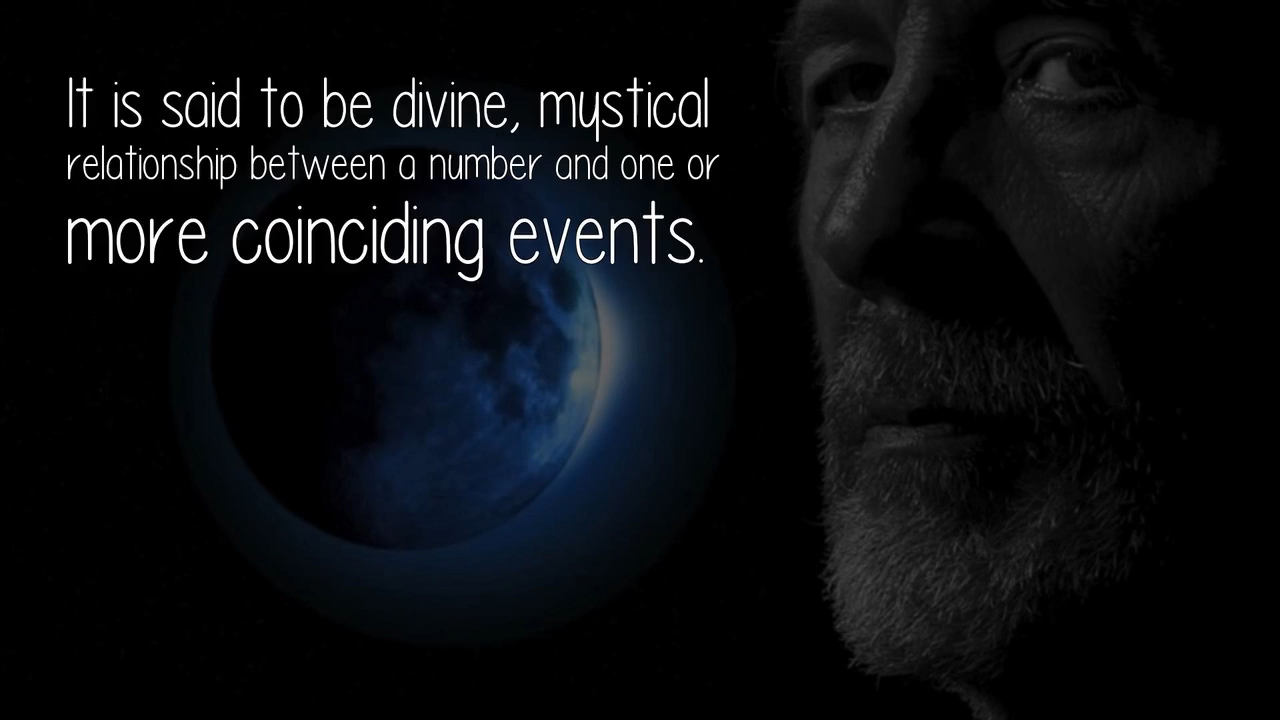 It is said to be divine, mystical
relationship between a number and one or
more coinciding events.